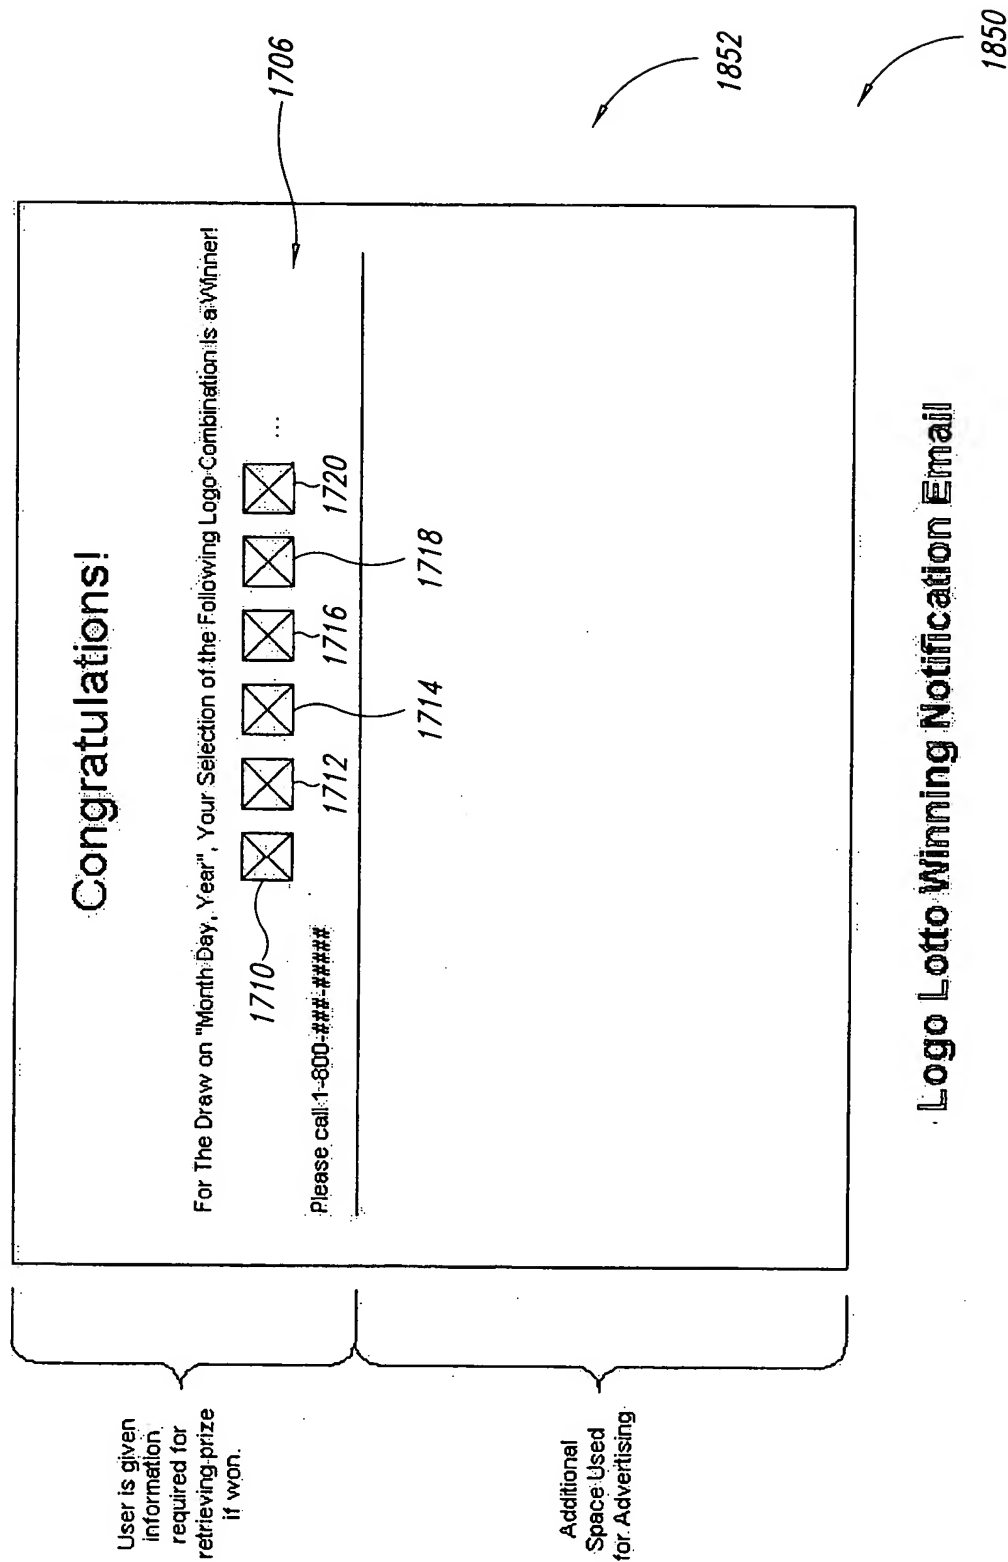 Congratulations!
For The Draw on "Month Day, Year", Your Selection of the Following Logo Combination Is a Winner!
1706
1710
1712
1714
1716
1718
1720
...
Please call 1-800-###-#####
User is given
information
required for
retrieving prize
if won.
Additional
Space Used
for Advertising
1852
1850
Logo Lotto Winning Notification Email